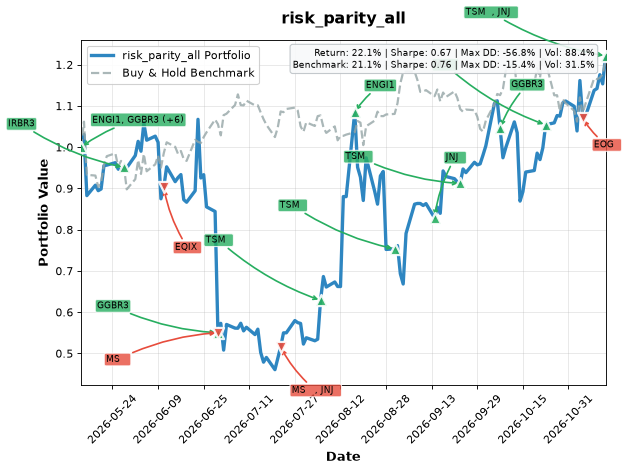 risk_parity_all
TSM , JNJ
risk_parity_all Portfolio
Buy & Hold Benchmark
Return: 22.1% | Sharpe: 0.67 | Max DD: -56.8% | Vol: 88.4%
Benchmark: 21.1% | Sharpe: 0.76 | Max DD: -15.4% | Vol: 31.5%
ENGI1
GGBR3
IRBR3
ENGI1, GGBR3 (+6)
EOG
TSM
JNJ
TSM
EQIX
TSM
GGBR3
MS
MS , JNJ
1.2
1.1
1.0
0.9
0.8
0.7
0.6
0.5
Portfolio Value
2026-05-24
2026-06-09
2026-06-25
2026-07-11
2026-07-27
2026-08-12
2026-08-28
2026-09-13
2026-09-29
2026-10-15
2026-10-31
Date